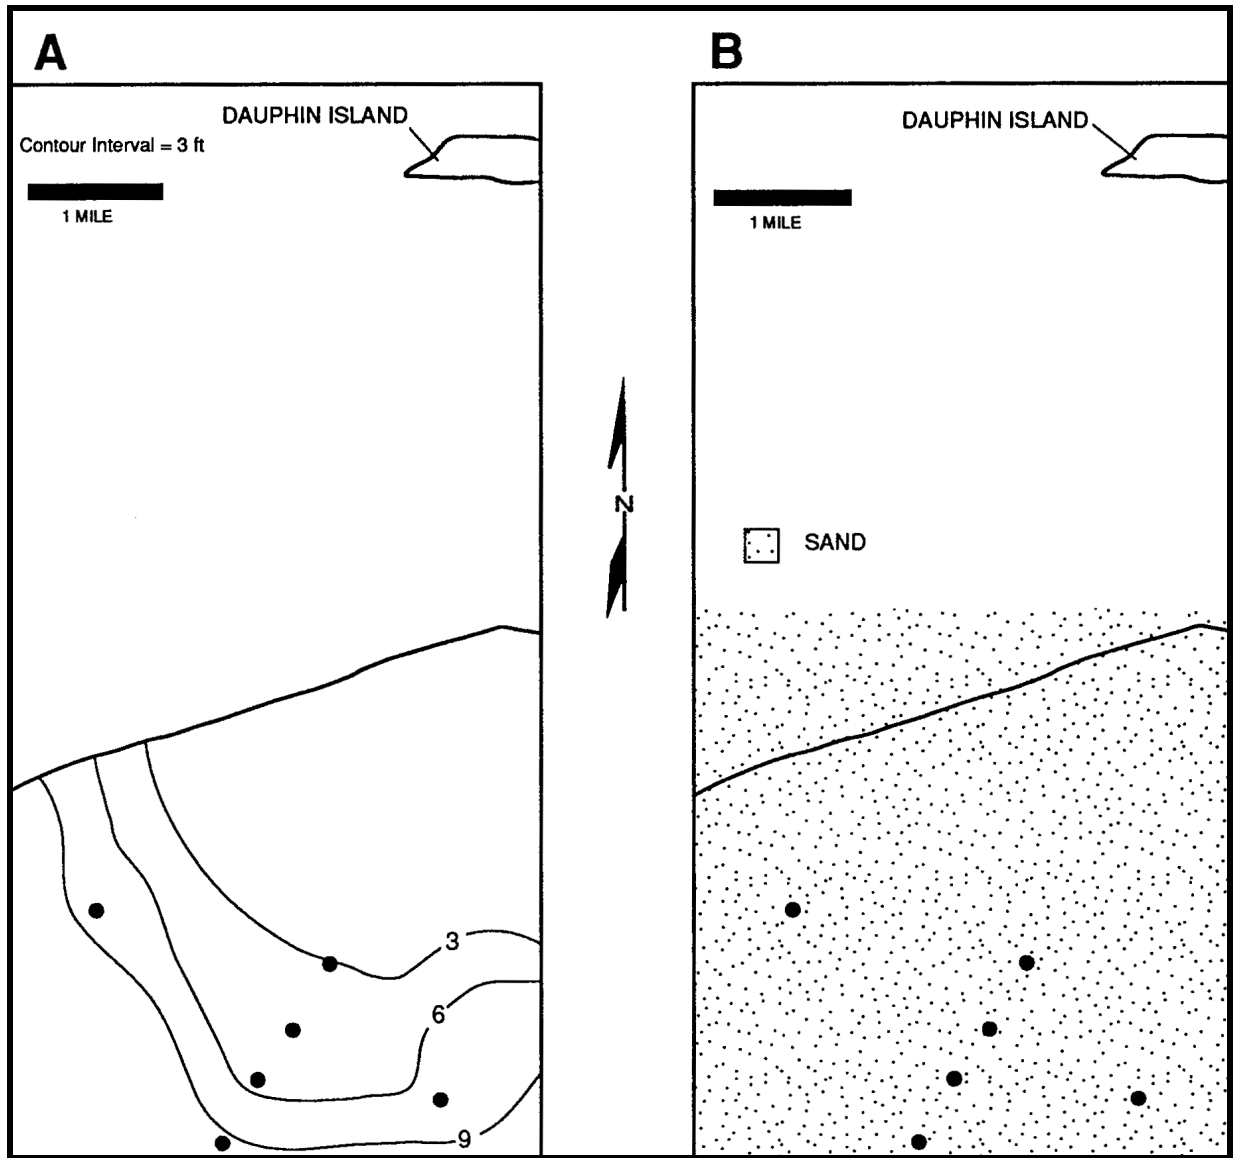 A
DAUPHIN ISLAND
Contour Interval = 3 ft
1 MILE
3
6
9
N
B
DAUPHIN ISLAND
1 MILE
SAND